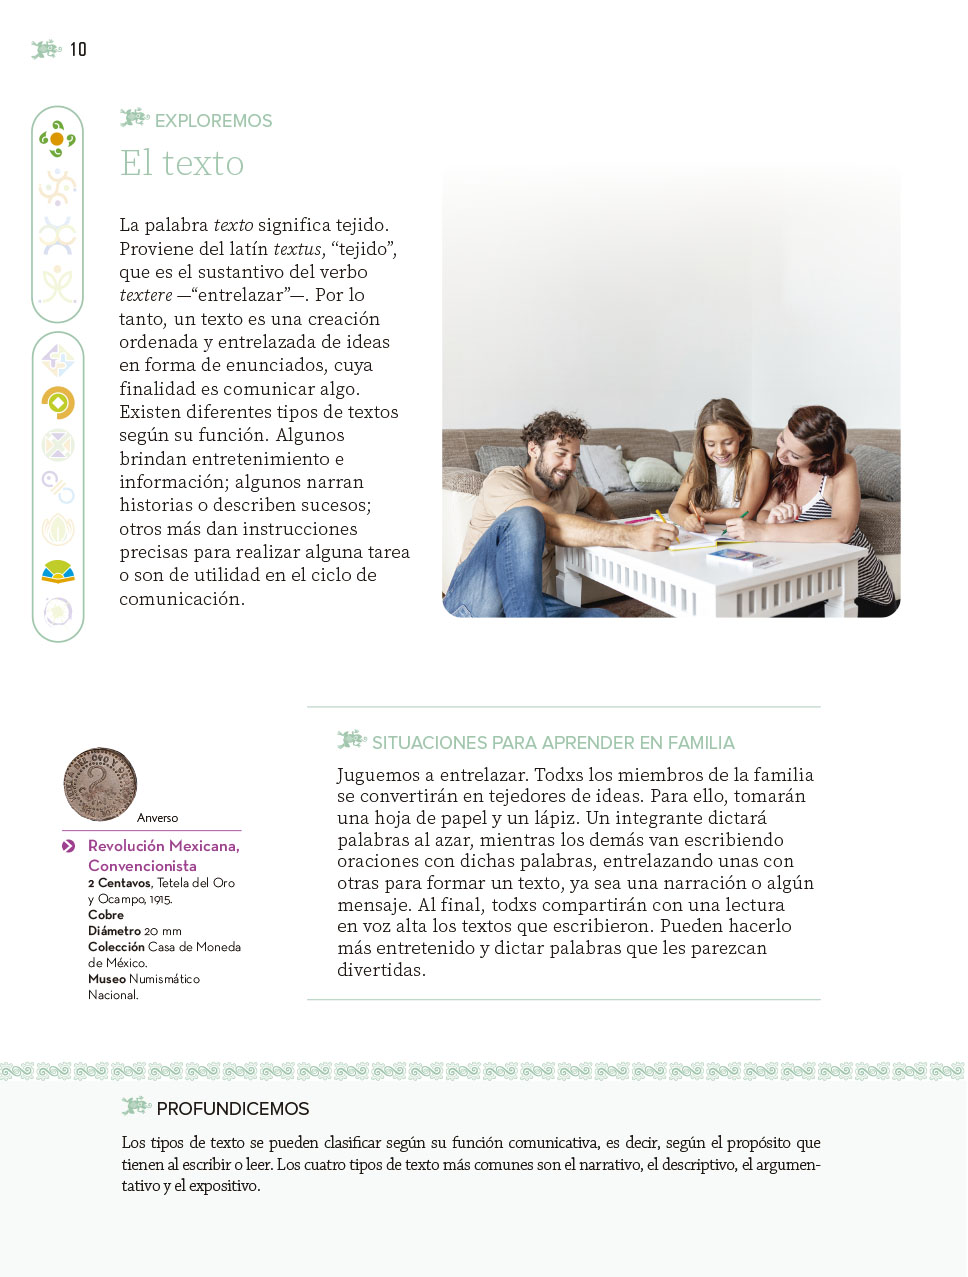 10
EXPLOREMOS
El texto
La palabra texto significa tejido.
Proviene del latín textus, “tejido”,
que es el sustantivo del verbo
textere —“entrelazar”—. Por lo
tanto, un texto es una creación
ordenada y entrelazada de ideas
en forma de enunciados, cuya
finalidad es comunicar algo.
Existen diferentes tipos de textos
según su función. Algunos
brindan entretenimiento e
información; algunos narran
historias o describen sucesos;
otros más dan instrucciones
precisas para realizar alguna tarea
o son de utilidad en el ciclo de
comunicación.
Anverso
Revolución Mexicana,
Convencionista
2 Centavos, Tetela del Oro
y Ocampo, 1915.
Cobre
Diámetro 20 mm
Colección Casa de Moneda
de México.
Museo Numismático
Nacional.
SITUACIONES PARA APRENDER EN FAMILIA
Juguemos a entrelazar. Todxs los miembros de la familia
se convertirán en tejedores de ideas. Para ello, tomarán
una hoja de papel y un lápiz. Un integrante dictará
palabras al azar, mientras los demás van escribiendo
oraciones con dichas palabras, entrelazando unas con
otras para formar un texto, ya sea una narración o algún
mensaje. Al final, todxs compartirán con una lectura
en voz alta los textos que escribieron. Pueden hacerlo
más entretenido y dictar palabras que les parezcan
divertidas.
PROFUNDICEMOS
Los tipos de texto se pueden clasificar según su función comunicativa, es decir, según el propósito que
tienen al escribir o leer. Los cuatro tipos de texto más comunes son el narrativo, el descriptivo, el argumen-
tativo y el expositivo.